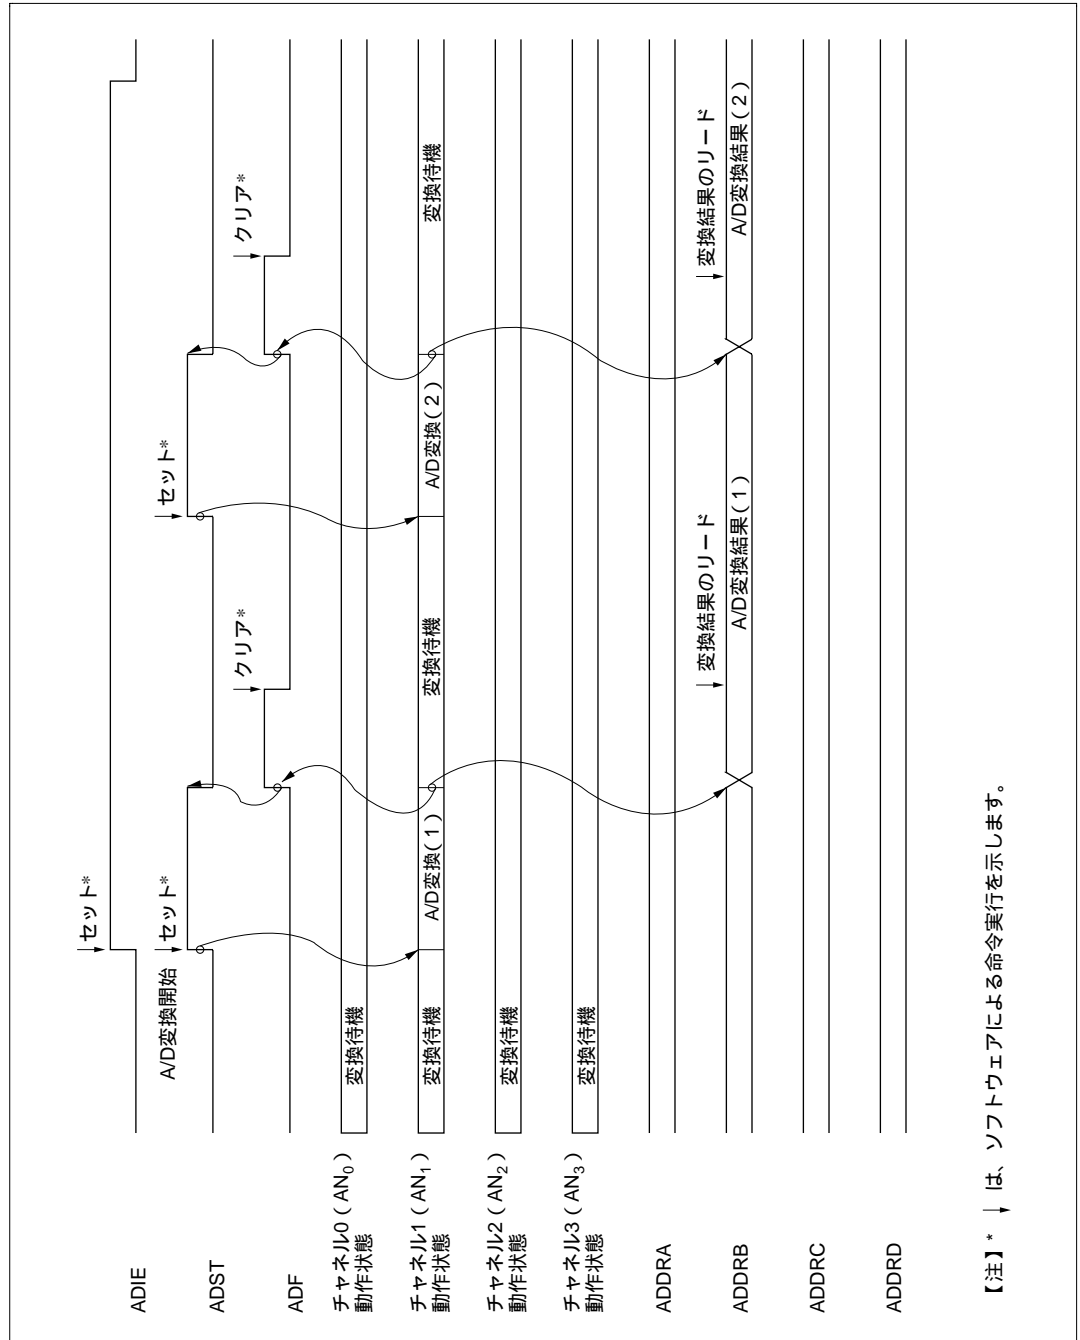 ADIE
セット*
ADST
A/D変換開始
セット*
セット*
ADF
クリア*
クリア*
チャネル0（AN0）
動作状態
変換待機
チャネル1（AN1）
動作状態
変換待機
A/D変換(1)
変換待機
A/D変換(2)
変換待機
チャネル2（AN2）
動作状態
変換待機
チャネル3（AN3）
動作状態
変換待機
ADDRA
ADDRB
変換結果のリード
A/D変換結果(1)
変換結果のリード
A/D変換結果(2)
ADDRC
ADDRD
【注】* ↓ は、ソフトウェアによる命令実行を示します。